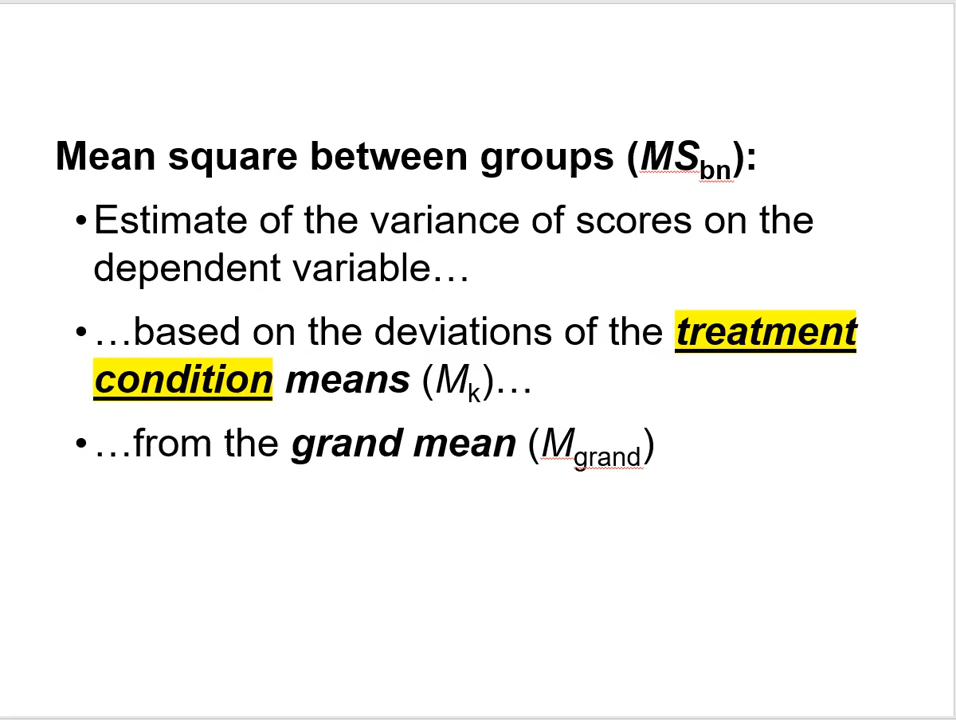 Mean square between groups (MSbn):
• Estimate of the variance of scores on the
dependent variable…
• …based on the deviations of the treatment
condition means (Mk)…
• …from the grand mean (Mgrand)